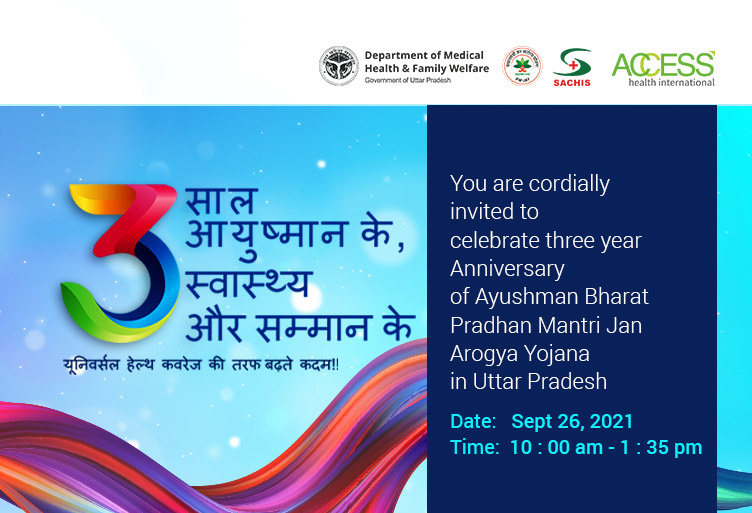 Department of Medical
Health & Family Welfare
Government of Uttar Pradesh
PM-JAY
SACHIS
ACCESS
health international
3 साल
आयुष्मान के,
स्वास्थ्य
और सम्मान के
यूनिवर्सल हेल्थ कवरेज की तरफ बढ़ते कदम!!
You are cordially
invited to
celebrate three year
Anniversary
of Ayushman Bharat
Pradhan Mantri Jan
Arogya Yojana
in Uttar Pradesh
Date: Sept 26, 2021
Time: 10 : 00 am - 1 : 35 pm